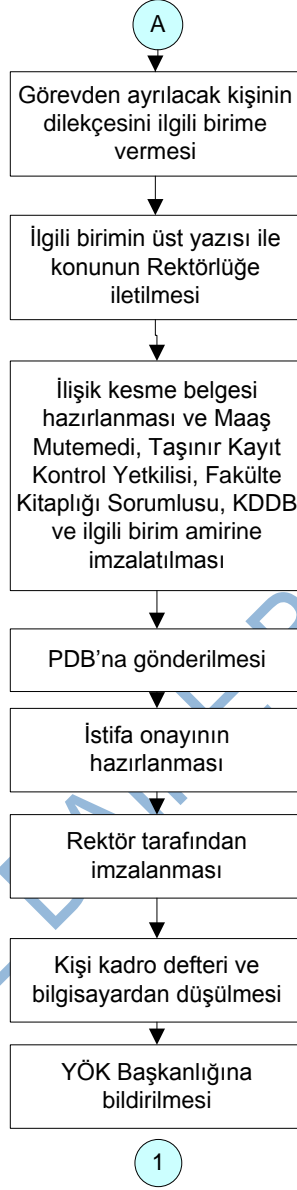 A
Görevden ayrılacak kişinin
dilekçesini ilgili birime
vermesi
İlgili birimin üst yazısı ile
konunun Rektörlüğe
iletilmesi
İlişik kesme belgesi
hazırlanması ve Maaş
Mutemedi, Taşınır Kayıt
Kontrol Yetkilisi, Fakülte
Kitaplığı Sorumlusu, KDDB
ve ilgili birim amirine
imzalatılması
PDB’na gönderilmesi
İstifa onayının
hazırlanması
Rektör tarafından
imzalanması
Kişi kadro defteri ve
bilgisayardan düşülmesi
YÖK Başkanlığına
bildirilmesi
1